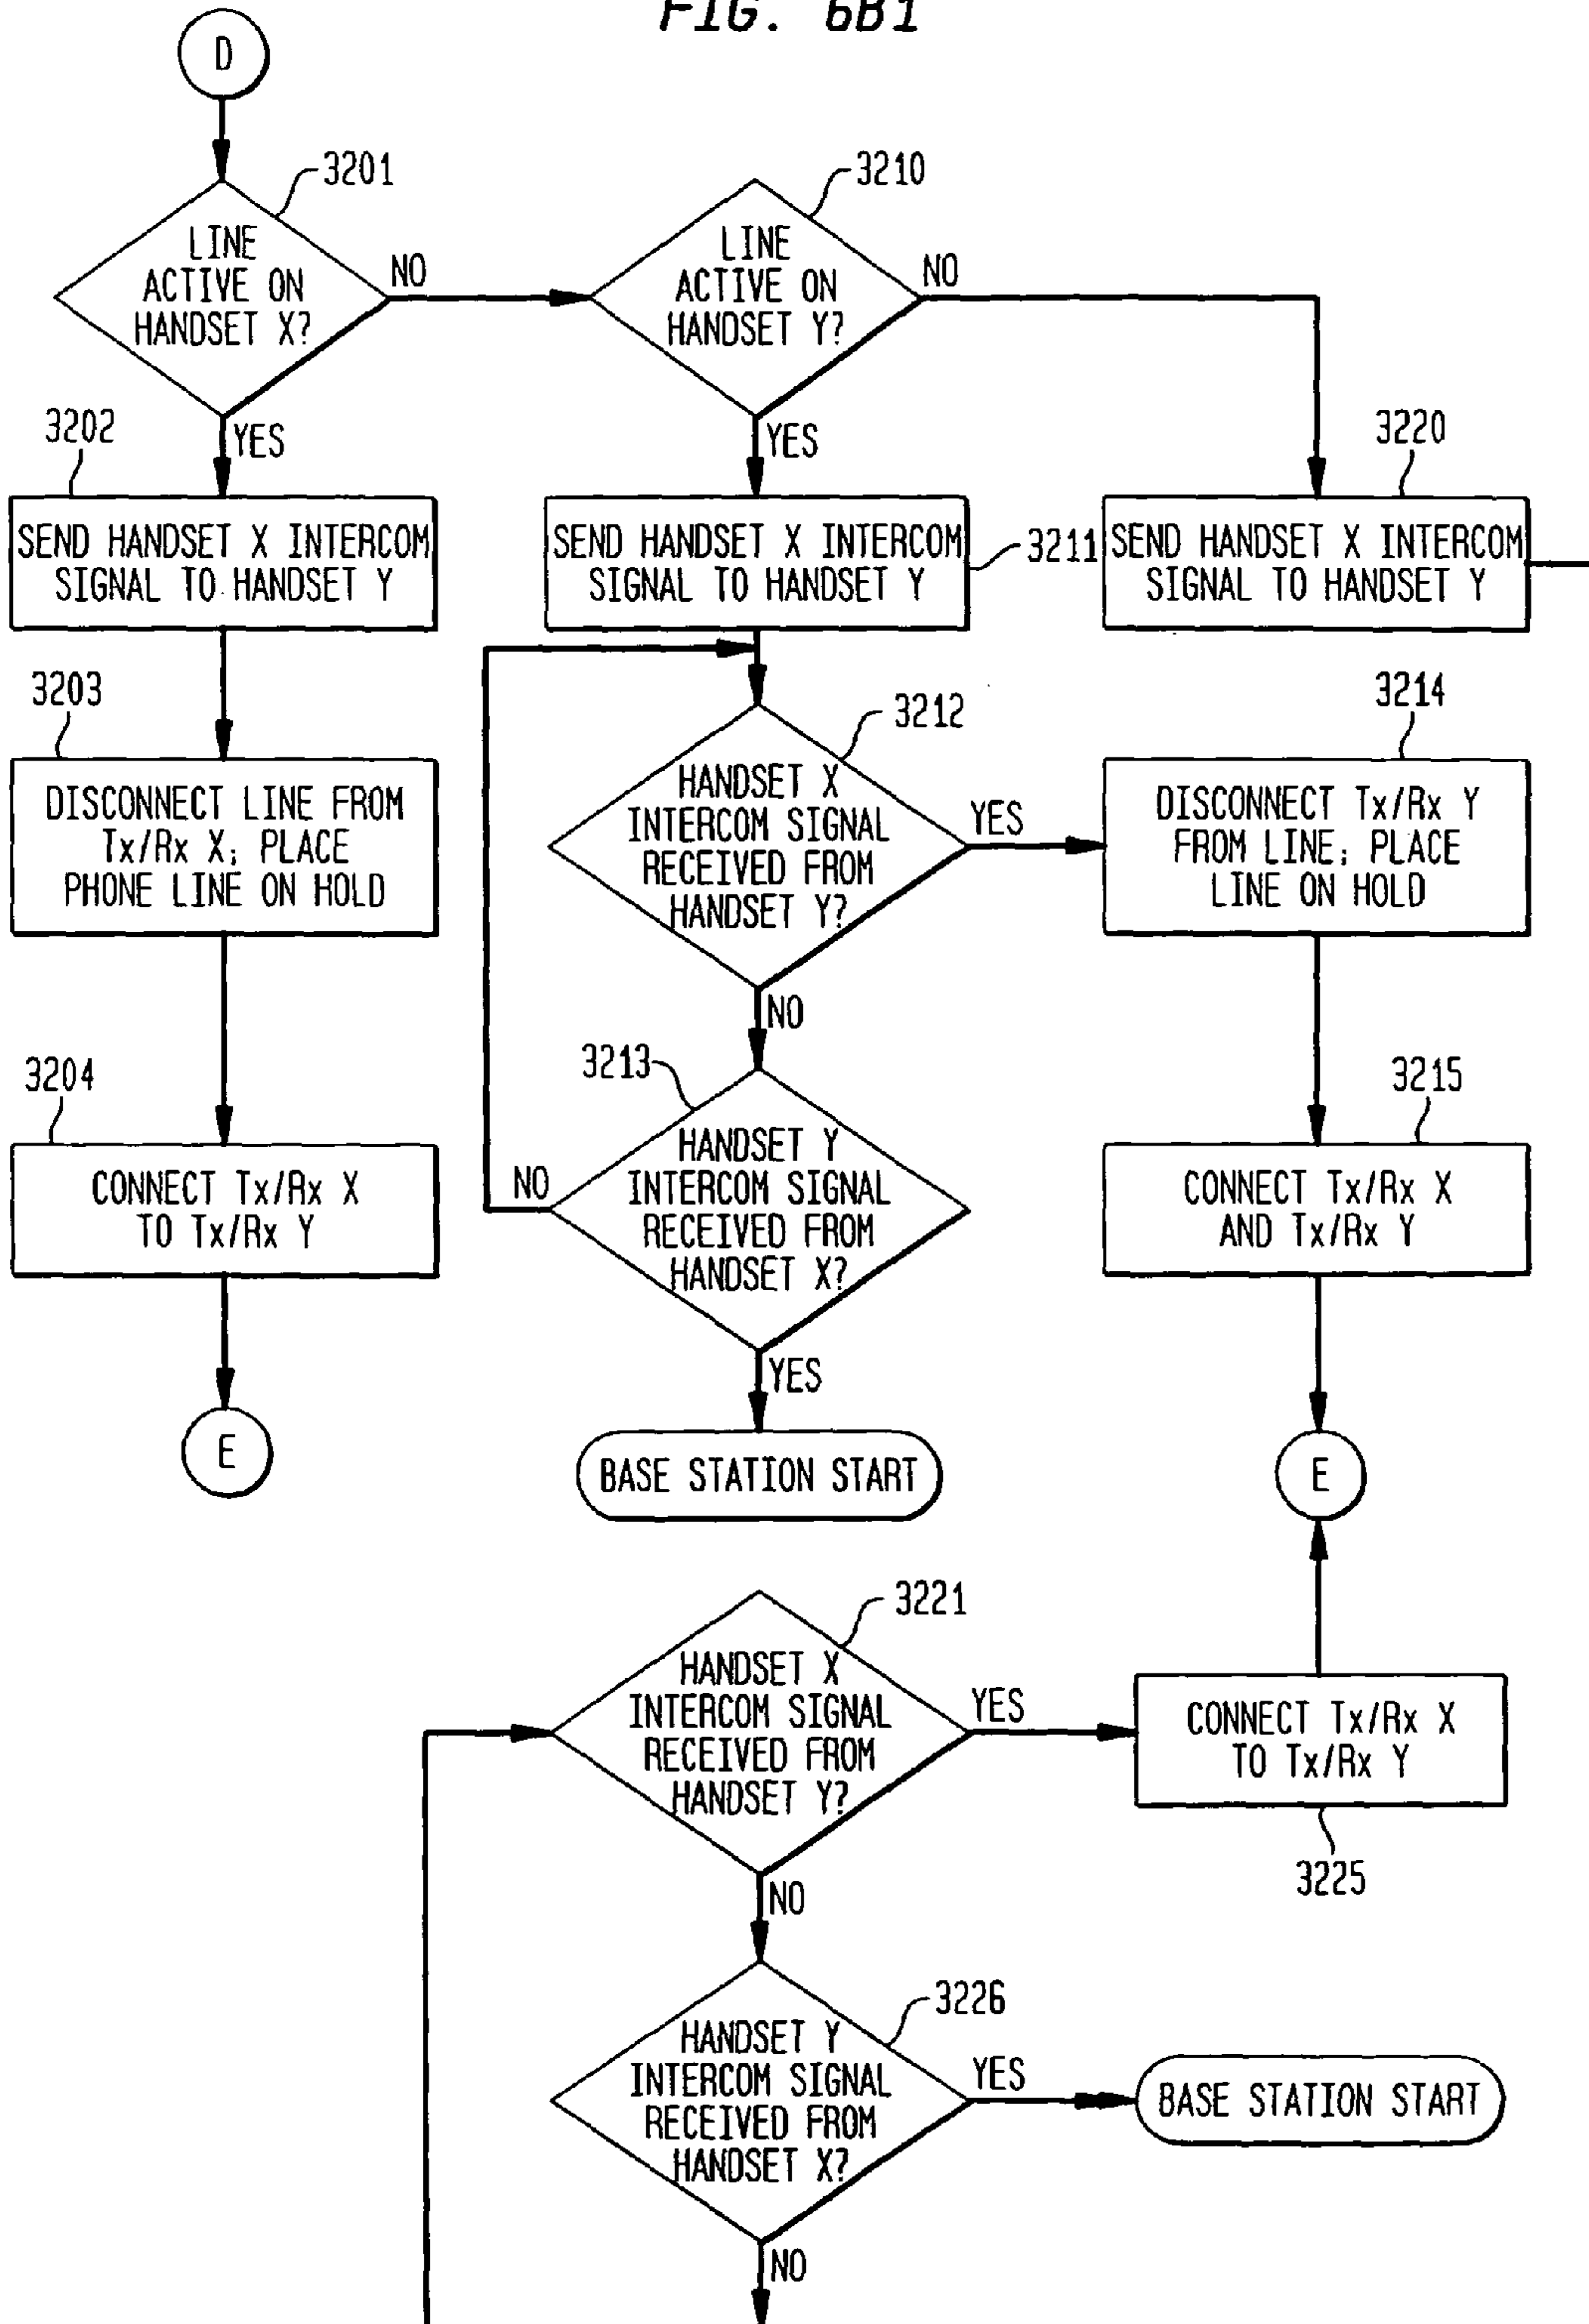 FIG. 6B1
D
3201
3210
LINE
ACTIVE ON
HANDSET X?
NO
LINE
ACTIVE ON
HANDSET Y?
NO
3202
YES
YES
3220
SEND HANDSET X INTERCOM
SIGNAL TO HANDSET Y
SEND HANDSET X INTERCOM
SIGNAL TO HANDSET Y
3211
SEND HANDSET X INTERCOM
SIGNAL TO HANDSET Y
3203
3212
3214
DISCONNECT LINE FROM
Tx/Rx X; PLACE
PHONE LINE ON HOLD
HANDSET X
INTERCOM SIGNAL
RECEIVED FROM
HANDSET Y?
YES
DISCONNECT Tx/Rx Y
FROM LINE; PLACE
LINE ON HOLD
NO
3204
3213
3215
CONNECT Tx/Rx X
TO Tx/Rx Y
NO
HANDSET Y
INTERCOM SIGNAL
RECEIVED FROM
HANDSET X?
CONNECT Tx/Rx X
AND Tx/Rx Y
YES
E
BASE STATION START
E
3221
HANDSET X
INTERCOM SIGNAL
RECEIVED FROM
HANDSET Y?
YES
CONNECT Tx/Rx X
TO Tx/Rx Y
3225
NO
3226
HANDSET Y
INTERCOM SIGNAL
RECEIVED FROM
HANDSET X?
YES
BASE STATION START
NO